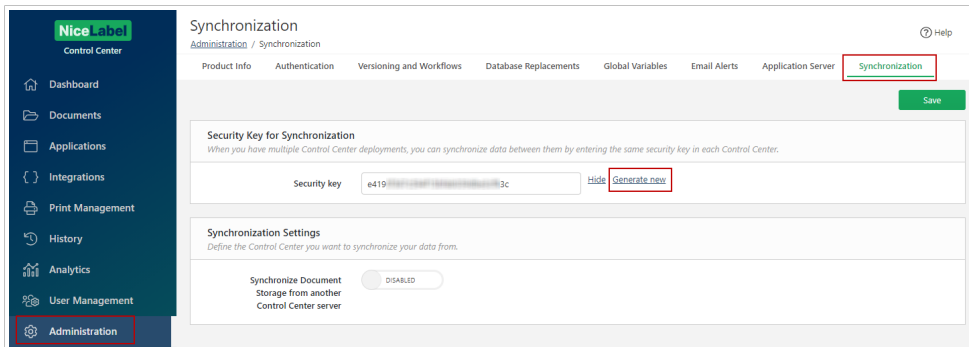 NiceLabel
Control Center
Dashboard
Documents
Applications
Integrations
Print Management
History
Analytics
User Management
Administration
Synchronization
Administration / Synchronization
Help
Product Info Authentication Versioning and Workflows Database Replacements Global Variables Email Alerts Application Server Synchronization
Save
Security Key for Synchronization
When you have multiple Control Center deployments, you can synchronize data between them by entering the same security key in each Control Center.
Security key e419 3c Hide Generate new
Synchronization Settings
Define the Control Center you want to synchronize your data from.
Synchronize Document DISABLED
Storage from another
Control Center server